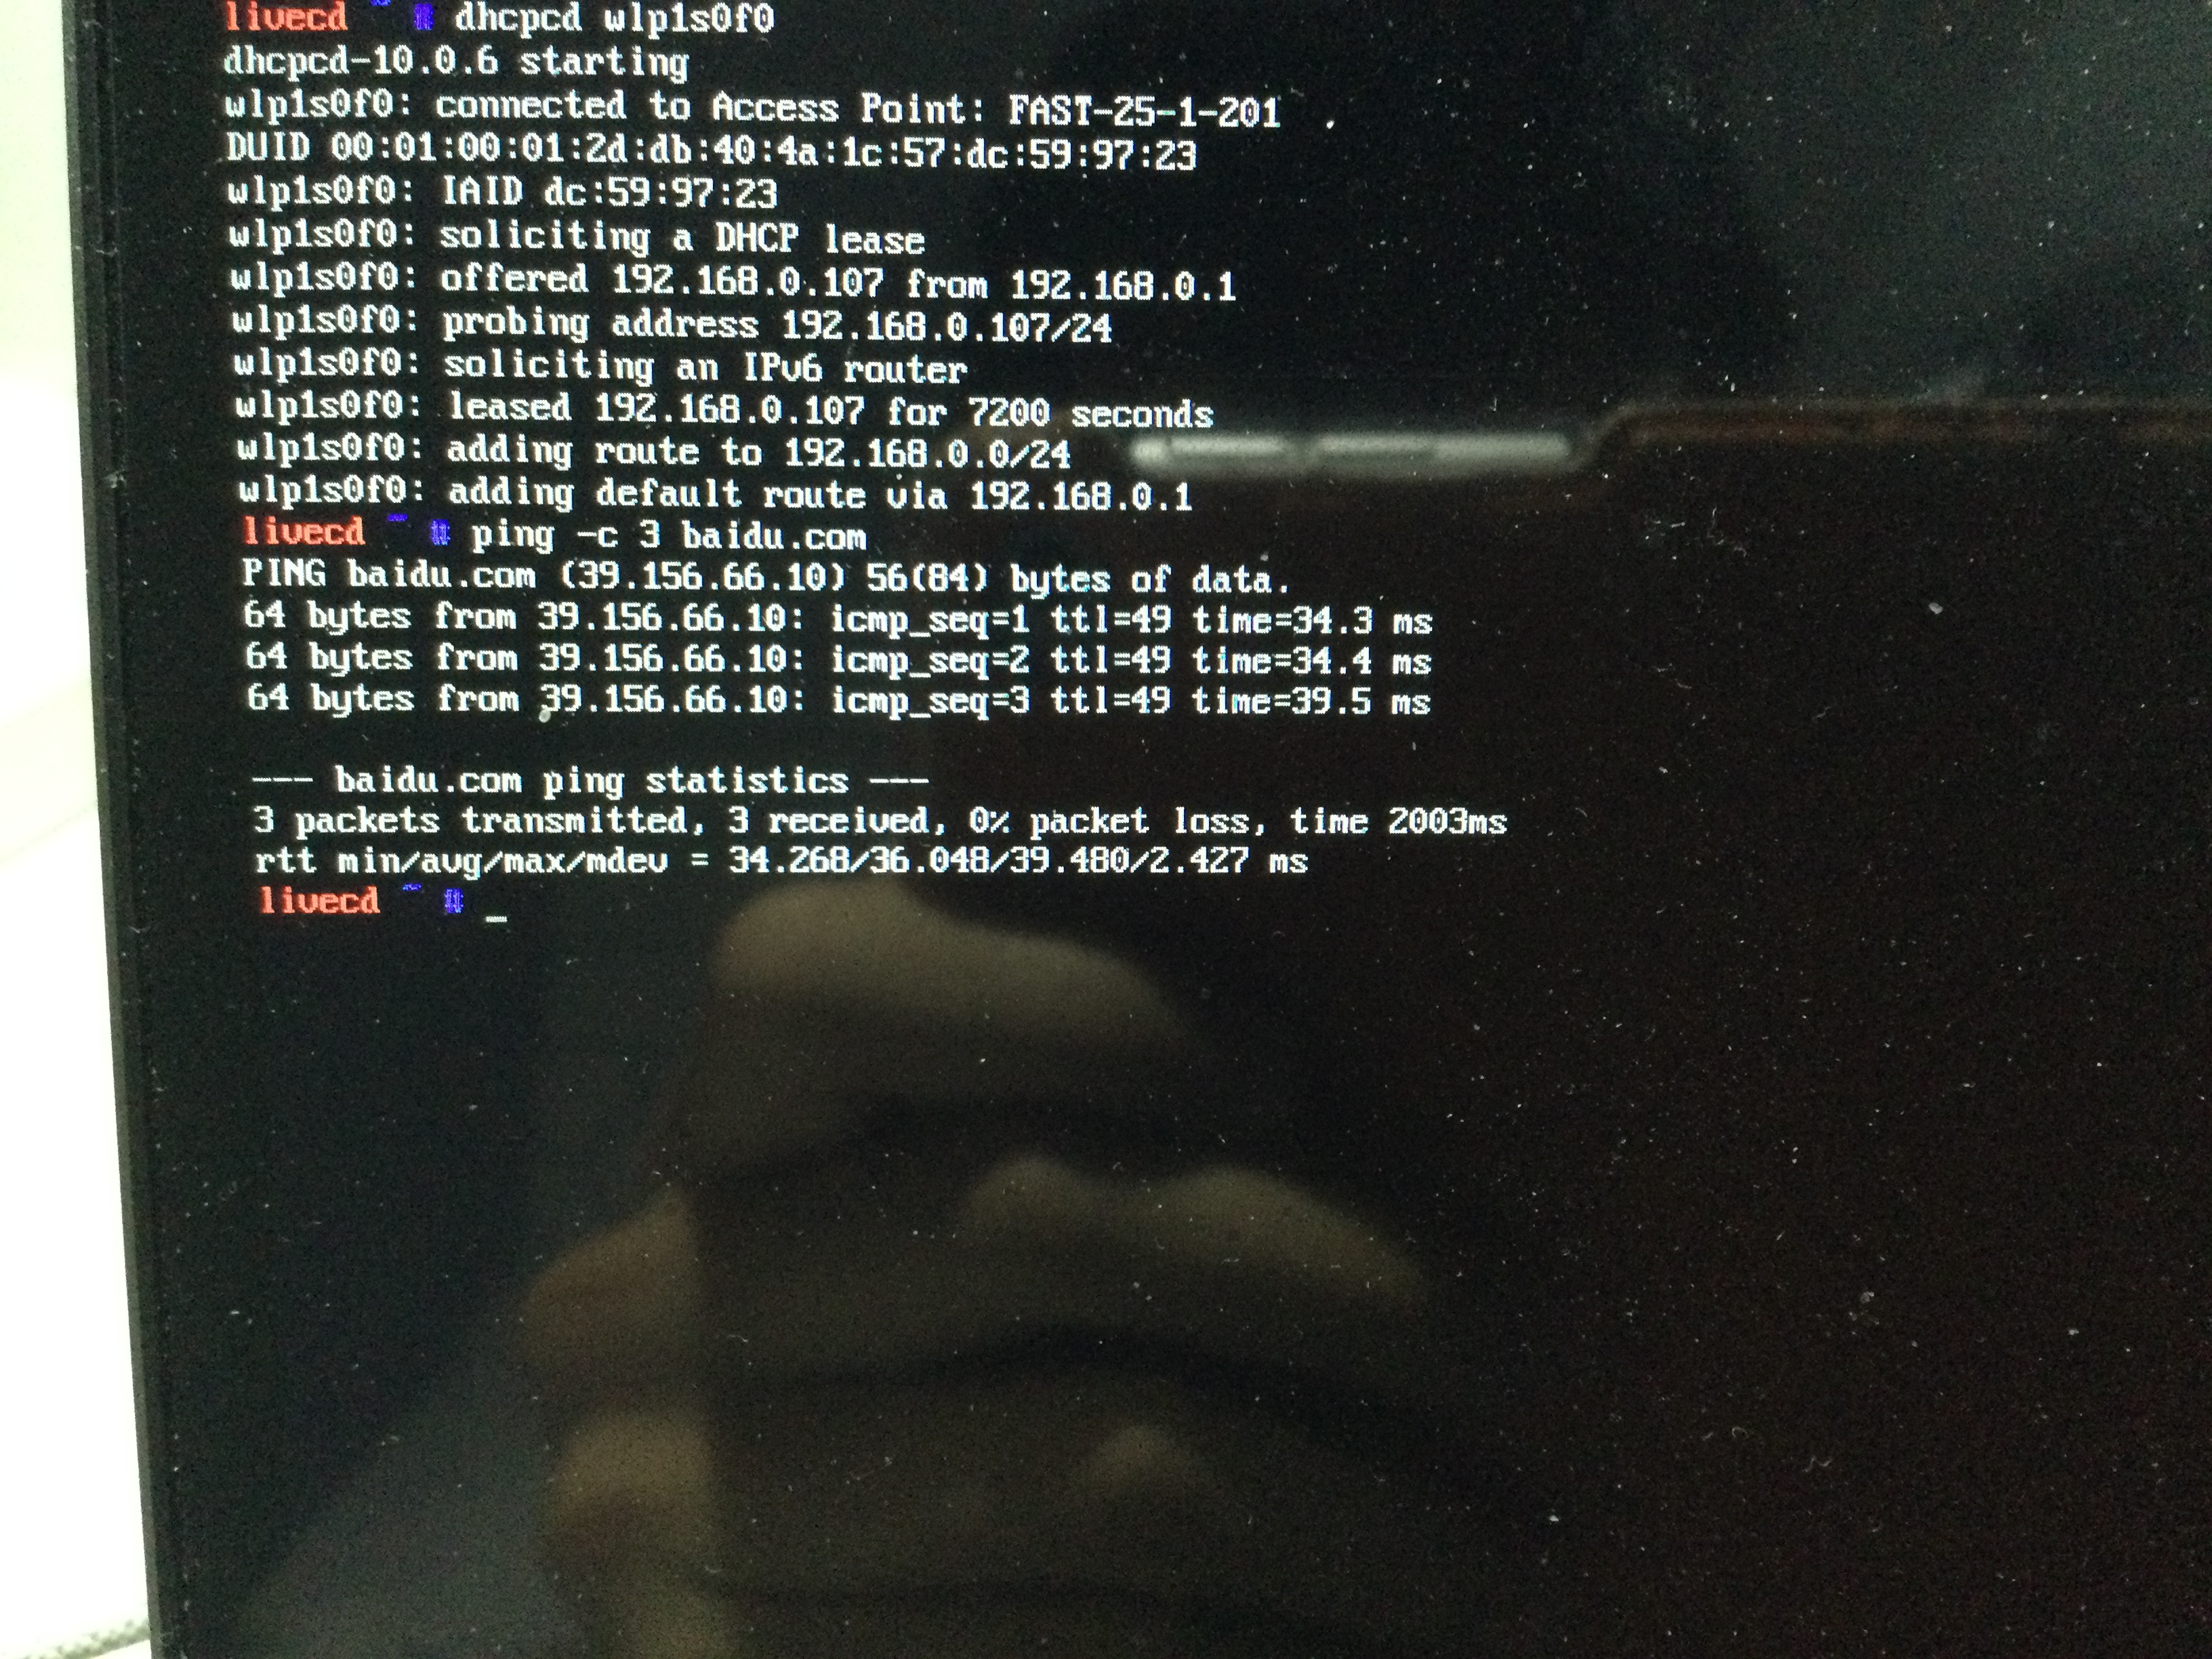 livecd ~ # dhcpcd wlp1s0f0
dhcpcd-10.0.6 starting
wlp1s0f0: connected to Access Point: FAST-25-1-201
DUID 00:01:00:01:2d:db:40:4a:1c:57:dc:59:97:23
wlp1s0f0: IAID dc:59:97:23
wlp1s0f0: soliciting a DHCP lease
wlp1s0f0: offered 192.168.0.107 from 192.168.0.1
wlp1s0f0: probing address 192.168.0.107/24
wlp1s0f0: soliciting an IPv6 router
wlp1s0f0: leased 192.168.0.107 for 7200 seconds
wlp1s0f0: adding route to 192.168.0.0/24
wlp1s0f0: adding default route via 192.168.0.1
livecd ~ # ping -c 3 baidu.com
PING baidu.com (39.156.66.10) 56(84) bytes of data.
64 bytes from 39.156.66.10: icmp_seq=1 ttl=49 time=34.3 ms
64 bytes from 39.156.66.10: icmp_seq=2 ttl=49 time=34.4 ms
64 bytes from 39.156.66.10: icmp_seq=3 ttl=49 time=39.5 ms
--- baidu.com ping statistics ---
3 packets transmitted, 3 received, 0% packet loss, time 2003ms
rtt min/avg/max/mdev = 34.268/36.048/39.480/2.427 ms
livecd ~ # _